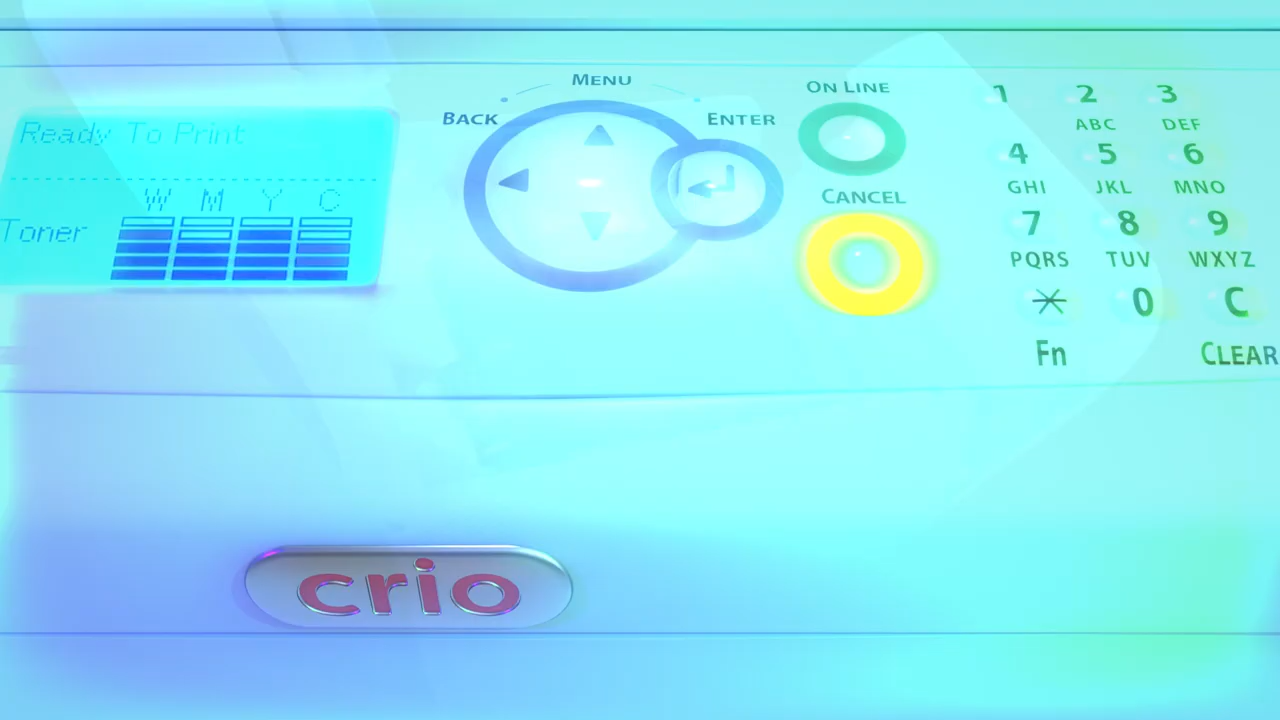 Ready To Print
W M Y C
Toner
MENU
BACK
ENTER
ON LINE
CANCEL
1 2 3
ABC DEF
4 5 6
GHI JKL MNO
7 8 9
PQRS TUV WXYZ
* 0 C
Fn CLEAR
crio